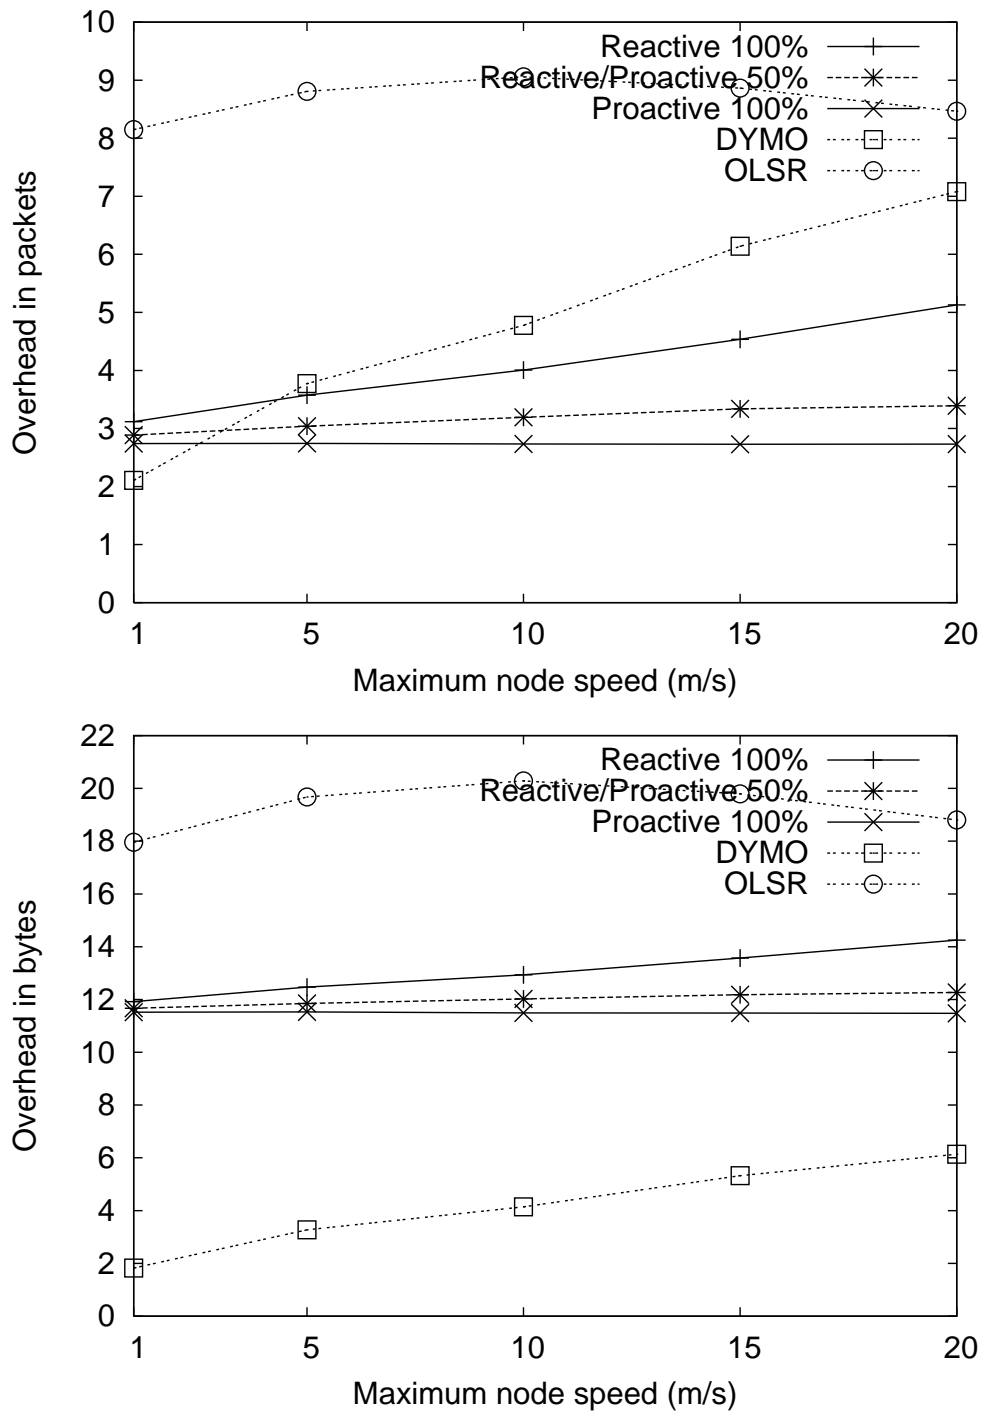 10
9
8
7
6
5
4
3
2
1
0
Overhead in packets
Reactive 100%
Reactive/Proactive 50%
Proactive 100%
DYMO
OLSR
1 5 10 15 20
Maximum node speed (m/s)
22
20
18
16
14
12
10
8
6
4
2
0
Overhead in bytes
Reactive 100%
Reactive/Proactive 50%
Proactive 100%
DYMO
OLSR
1 5 10 15 20
Maximum node speed (m/s)